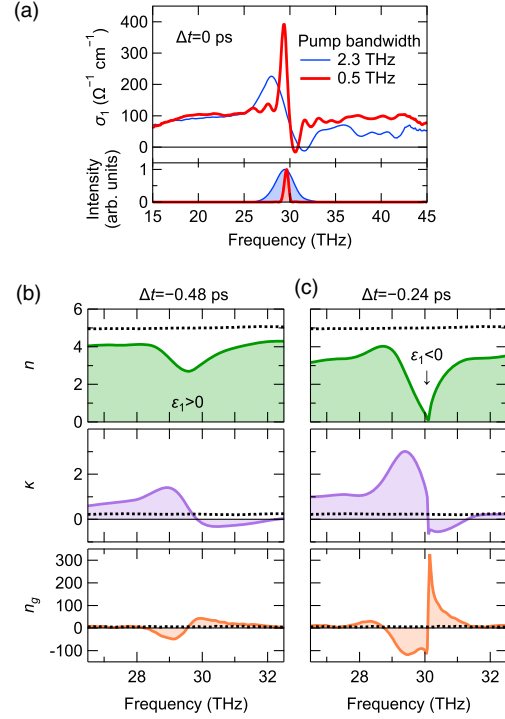 (a)
Δt=0 ps
Pump bandwidth
2.3 THz
0.5 THz
σ₁ (Ω⁻¹ cm⁻¹)
400
300
200
100
0
Intensity
(arb. units)
1
0
15 20 25 30 35 40 45
Frequency (THz)
(b) Δt=−0.48 ps
(c) Δt=−0.24 ps
n
6
4
2
0
ε₁>0
ε₁<0
↓
κ
2
0
n_g
300
200
100
0
-100
28 30 32
28 30 32
Frequency (THz)
Frequency (THz)